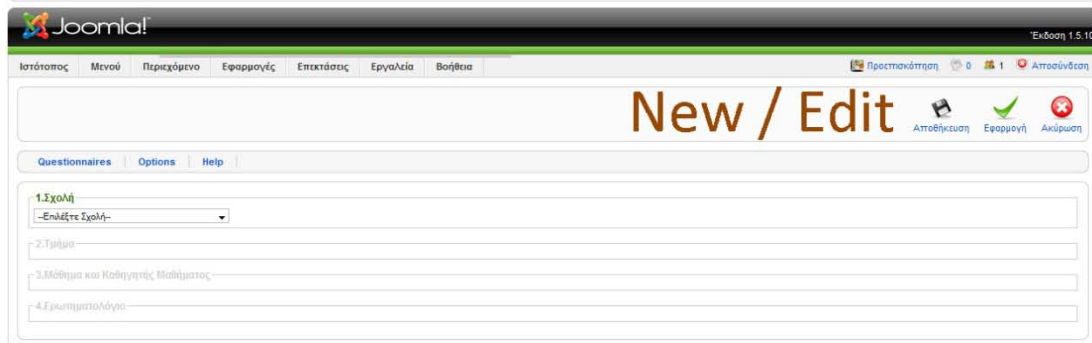 Joomla!
Έκδοση 1.5.10
Ιστότοπος Μενού Περιεχόμενο Εφαρμογές Επεκτάσεις Εργαλεία Βοήθεια Προεπισκόπηση 0 1 Αποσύνδεση
New / Edit Αποθήκευση Εφαρμογή Ακύρωση
Questionnaires Options Help
1.Σχολή
--Επιλέξτε Σχολή--
2.Τμήμα
3.Μάθημα και Καθηγητής Μαθήματος
4.Ερωτηματολόγιο